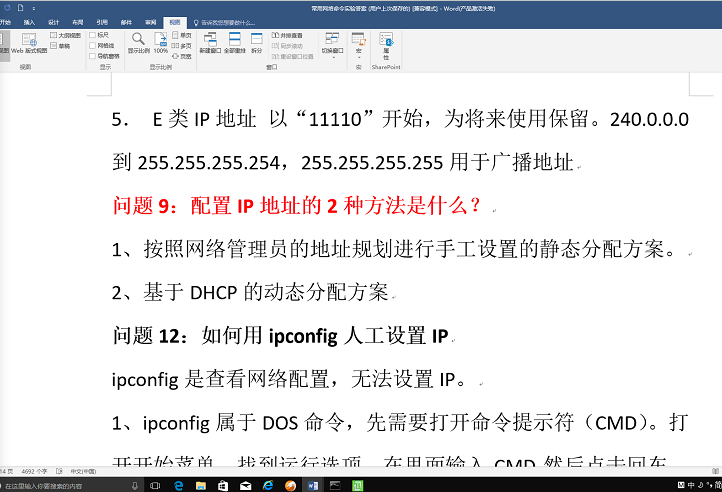 常用网络命令实验答案 (用户上次保存的) [兼容模式] - Word(产品激活失败)
开始 插入 设计 布局 引用 邮件 审阅 视图 告诉我您想要做什么...
Web 版式视图 大纲视图 草稿 标尺 网格线 导航窗格 显示比例 100% 单页 多页 页宽 新建窗口 全部重排 拆分 并排查看 同步滚动 重设窗口位置 切换窗口 宏 属性
视图 显示 显示比例 窗口 宏 SharePoint
5. E 类 IP 地址 以“11110”开始，为将来使用保留。240.0.0.0
到 255.255.255.254，255.255.255.255 用于广播地址
问题 9：配置 IP 地址的 2 种方法是什么？
1、按照网络管理员的地址规划进行手工设置的静态分配方案。
2、基于 DHCP 的动态分配方案
问题 12：如何用 ipconfig 人工设置 IP
ipconfig 是查看网络配置，无法设置 IP。
1、ipconfig 属于 DOS 命令，先需要打开命令提示符（CMD）。打
开开始菜单，找到运行选项，在里面输入 CMD 然后点击回车
14 页 4692 个字 中文(中国)
在这里输入你要搜索的内容
中 简